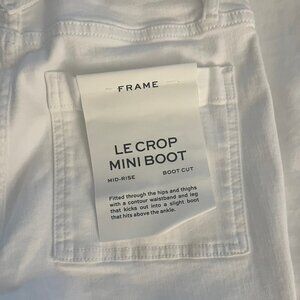 FRAME
LE CROP
MINI BOOT
MID-RISE BOOT CUT
Fitted through the hips and thighs
with a contour waistband and leg
that kicks out into a slight boot
that hits above the ankle.